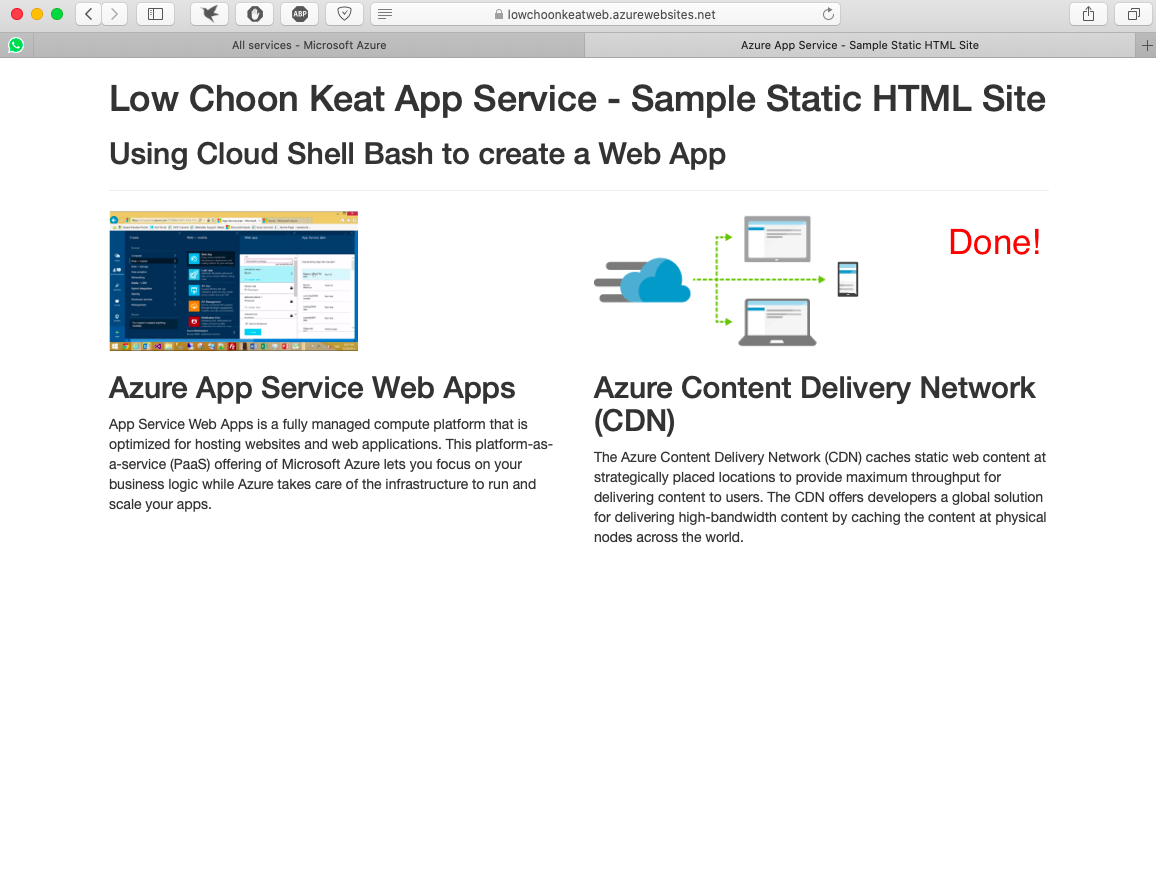 ABP
lowchoonkeatweb.azurewebsites.net
All services - Microsoft Azure
Azure App Service - Sample Static HTML Site
Low Choon Keat App Service - Sample Static HTML Site
Using Cloud Shell Bash to create a Web App
Done!
Azure App Service Web Apps
App Service Web Apps is a fully managed compute platform that is
optimized for hosting websites and web applications. This platform-as-
a-service (PaaS) offering of Microsoft Azure lets you focus on your
business logic while Azure takes care of the infrastructure to run and
scale your apps.
Azure Content Delivery Network
(CDN)
The Azure Content Delivery Network (CDN) caches static web content at
strategically placed locations to provide maximum throughput for
delivering content to users. The CDN offers developers a global solution
for delivering high-bandwidth content by caching the content at physical
nodes across the world.